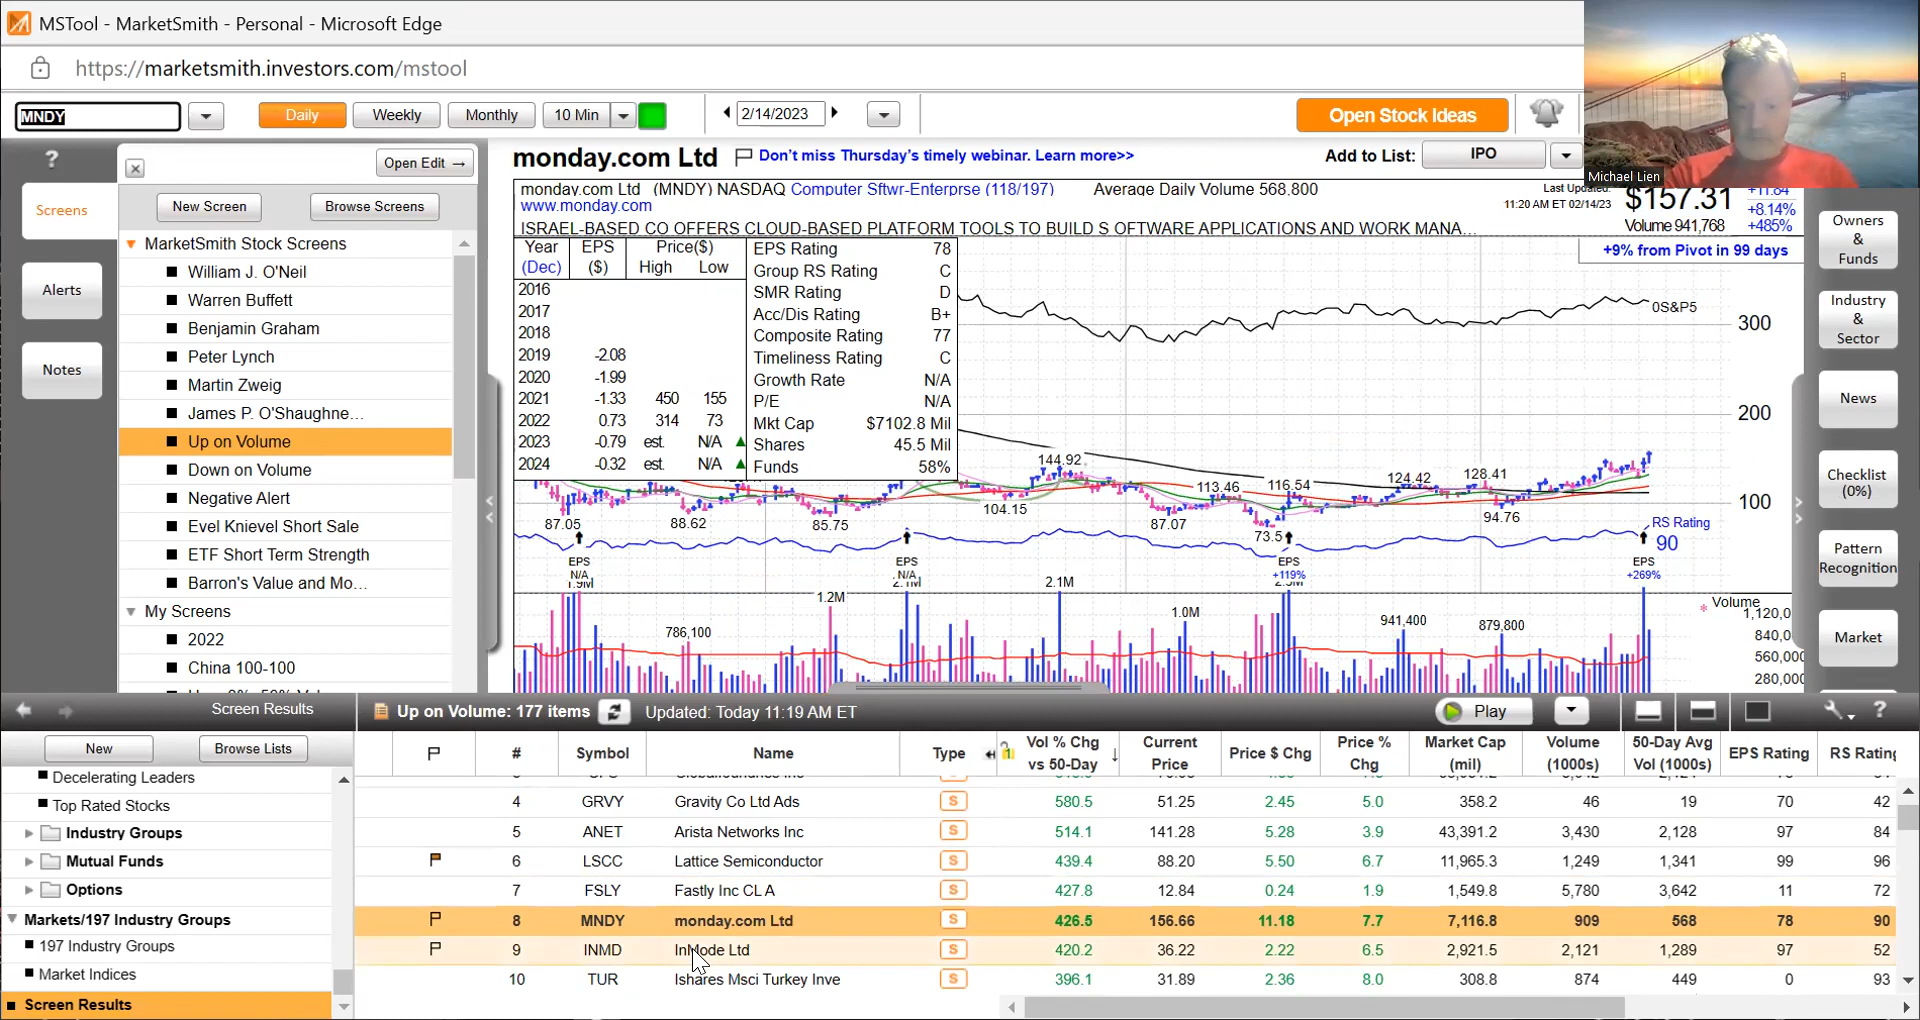 MSTool - MarketSmith - Personal - Microsoft Edge
https://marketsmith.investors.com/mstool
MNDY
Daily
Weekly
Monthly
10 Min
2/14/2023
Open Stock Ideas
Michael Lien
?
Screens
Alerts
Notes
Open Edit →
New Screen
Browse Screens
MarketSmith Stock Screens
William J. O'Neil
Warren Buffett
Benjamin Graham
Peter Lynch
Martin Zweig
James P. O'Shaughne…
Up on Volume
Down on Volume
Negative Alert
Evel Knievel Short Sale
ETF Short Term Strength
Barron's Value and Mo…
My Screens
2022
China 100-100
monday.com Ltd
Don't miss Thursday's timely webinar. Learn more>>
Add to List:
IPO
monday.com Ltd (MNDY) NASDAQ Computer Sftwr-Enterprse (118/197) Average Daily Volume 568,800
www.monday.com
ISRAEL-BASED CO OFFERS CLOUD-BASED PLATFORM TOOLS TO BUILD S OFTWARE APPLICATIONS AND WORK MANA…
Last Updated:
11:20 AM ET 02/14/23
$157.31
Volume 941,768
+11.84
+8.14%
+485%
+9% from Pivot in 99 days
Year EPS Price($)
(Dec) ($) High Low
2016
2017
2018
2019 -2.08
2020 -1.99
2021 -1.33 450 155
2022 0.73 314 73
2023 -0.79 est. N/A
2024 -0.32 est. N/A
EPS Rating 78
Group RS Rating C
SMR Rating D
Acc/Dis Rating B+
Composite Rating 77
Timeliness Rating C
Growth Rate N/A
P/E N/A
Mkt Cap $7102.8 Mil
Shares 45.5 Mil
Funds 58%
0S&P5
300
200
100
144.92
113.46
116.54
124.42
128.41
87.05
88.62
85.75
104.15
87.07
73.5
94.76
RS Rating
90
EPS
N/A
EPS
N/A
EPS
+119%
EPS
+269%
1.9M
786,100
1.2M
2.1M
2.1M
1.0M
941,400
879,800
Volume
1,120,0
840,0
560,000
280,000
Owners
&
Funds
Industry
&
Sector
News
Checklist
(0%)
Pattern
Recognition
Market
Screen Results
Up on Volume: 177 items
Updated: Today 11:19 AM ET
Play
?
New
Browse Lists
Decelerating Leaders
Top Rated Stocks
Industry Groups
Mutual Funds
Options
Markets/197 Industry Groups
197 Industry Groups
Market Indices
Screen Results
# Symbol Name Type Vol % Chg vs 50-Day Current Price Price $ Chg Price % Chg Market Cap (mil) Volume (1000s) 50-Day Avg Vol (1000s) EPS Rating RS Rating
4 GRVY Gravity Co Ltd Ads S 580.5 51.25 2.45 5.0 358.2 46 19 70 42
5 ANET Arista Networks Inc S 514.1 141.28 5.28 3.9 43,391.2 3,430 2,128 97 84
6 LSCC Lattice Semiconductor S 439.4 88.20 5.50 6.7 11,965.3 1,249 1,341 99 96
7 FSLY Fastly Inc CL A S 427.8 12.84 0.24 1.9 1,549.8 5,780 3,642 11 72
8 MNDY monday.com Ltd S 426.5 156.66 11.18 7.7 7,116.8 909 568 78 90
9 INMD InMode Ltd S 420.2 36.22 2.22 6.5 2,921.5 2,121 1,289 97 52
10 TUR Ishares Msci Turkey Inve S 396.1 31.89 2.36 8.0 308.8 874 449 0 93